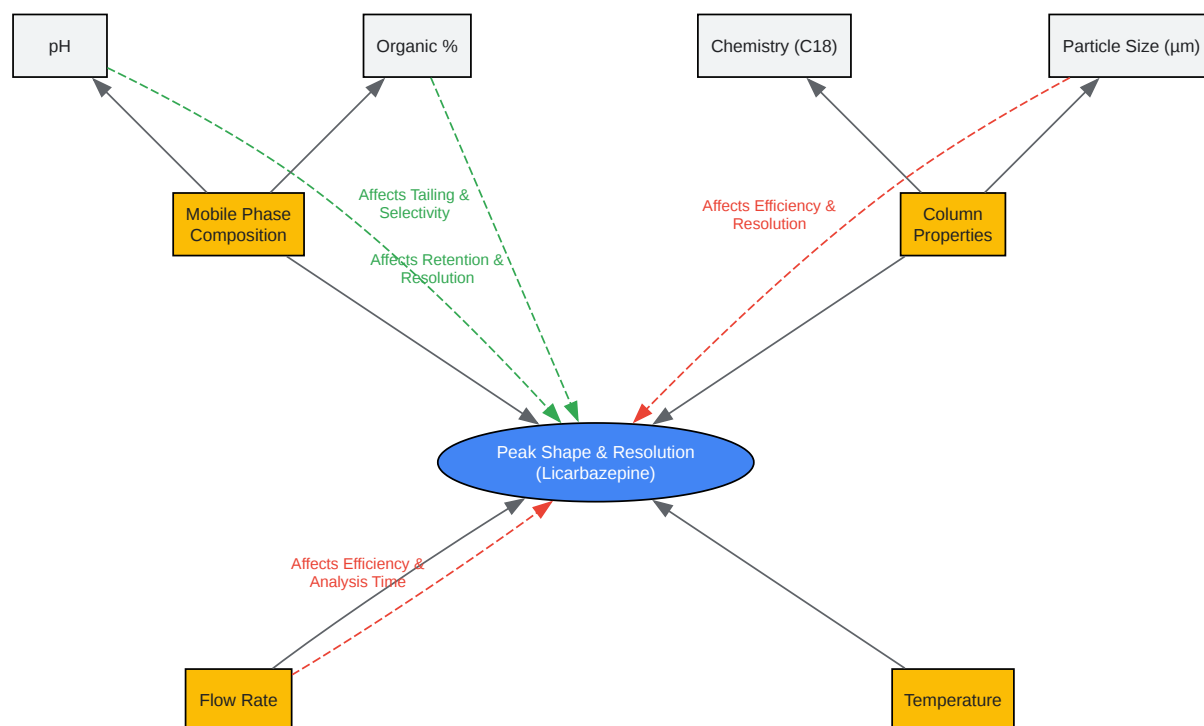 pH
Organic %
Chemistry (C18)
Particle Size (µm)
Affects Tailing &
Selectivity
Affects Efficiency &
Resolution
Mobile Phase
Composition
Column
Properties
Affects Retention &
Resolution
Peak Shape & Resolution
(Licarbazepine)
Affects Efficiency &
Analysis Time
Flow Rate
Temperature